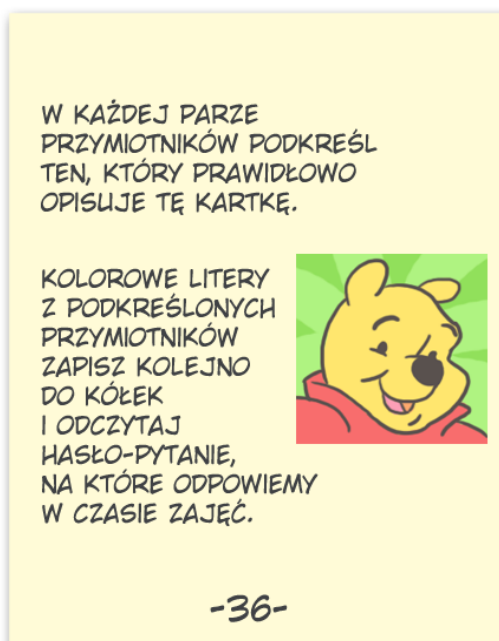 W KAŻDEJ PARZE
PRZYMIOTNIKÓW PODKREŚL
TEN, KTÓRY PRAWIDŁOWO
OPISUJE TĘ KARTKĘ.
KOLOROWE LITERY
Z PODKREŚLONYCH
PRZYMIOTNIKÓW
ZAPISZ KOLEJNO
DO KÓŁEK
I ODCZYTAJ
HASŁO-PYTANIE,
NA KTÓRE ODPOWIEMY
W CZASIE ZAJĘĆ.
-36-